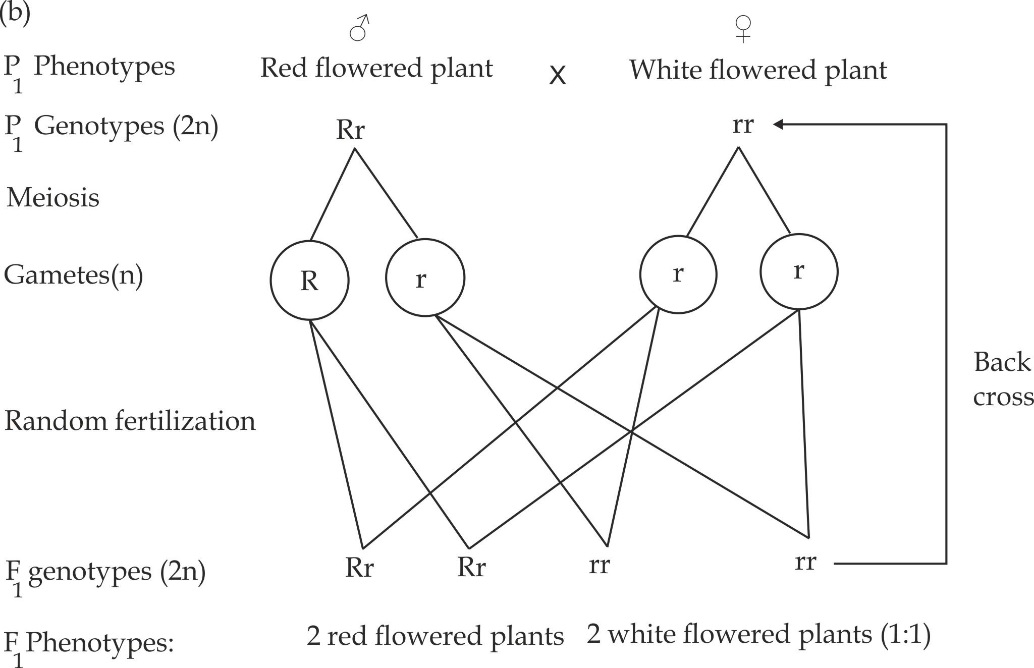 (b)
♂ ♀
P1 Phenotypes Red flowered plant x White flowered plant
P1 Genotypes (2n) Rr rr
Meiosis
Gametes(n) R r r r
Back
cross
Random fertilization
F1 genotypes (2n) Rr Rr rr rr
F1 Phenotypes: 2 red flowered plants 2 white flowered plants (1:1)